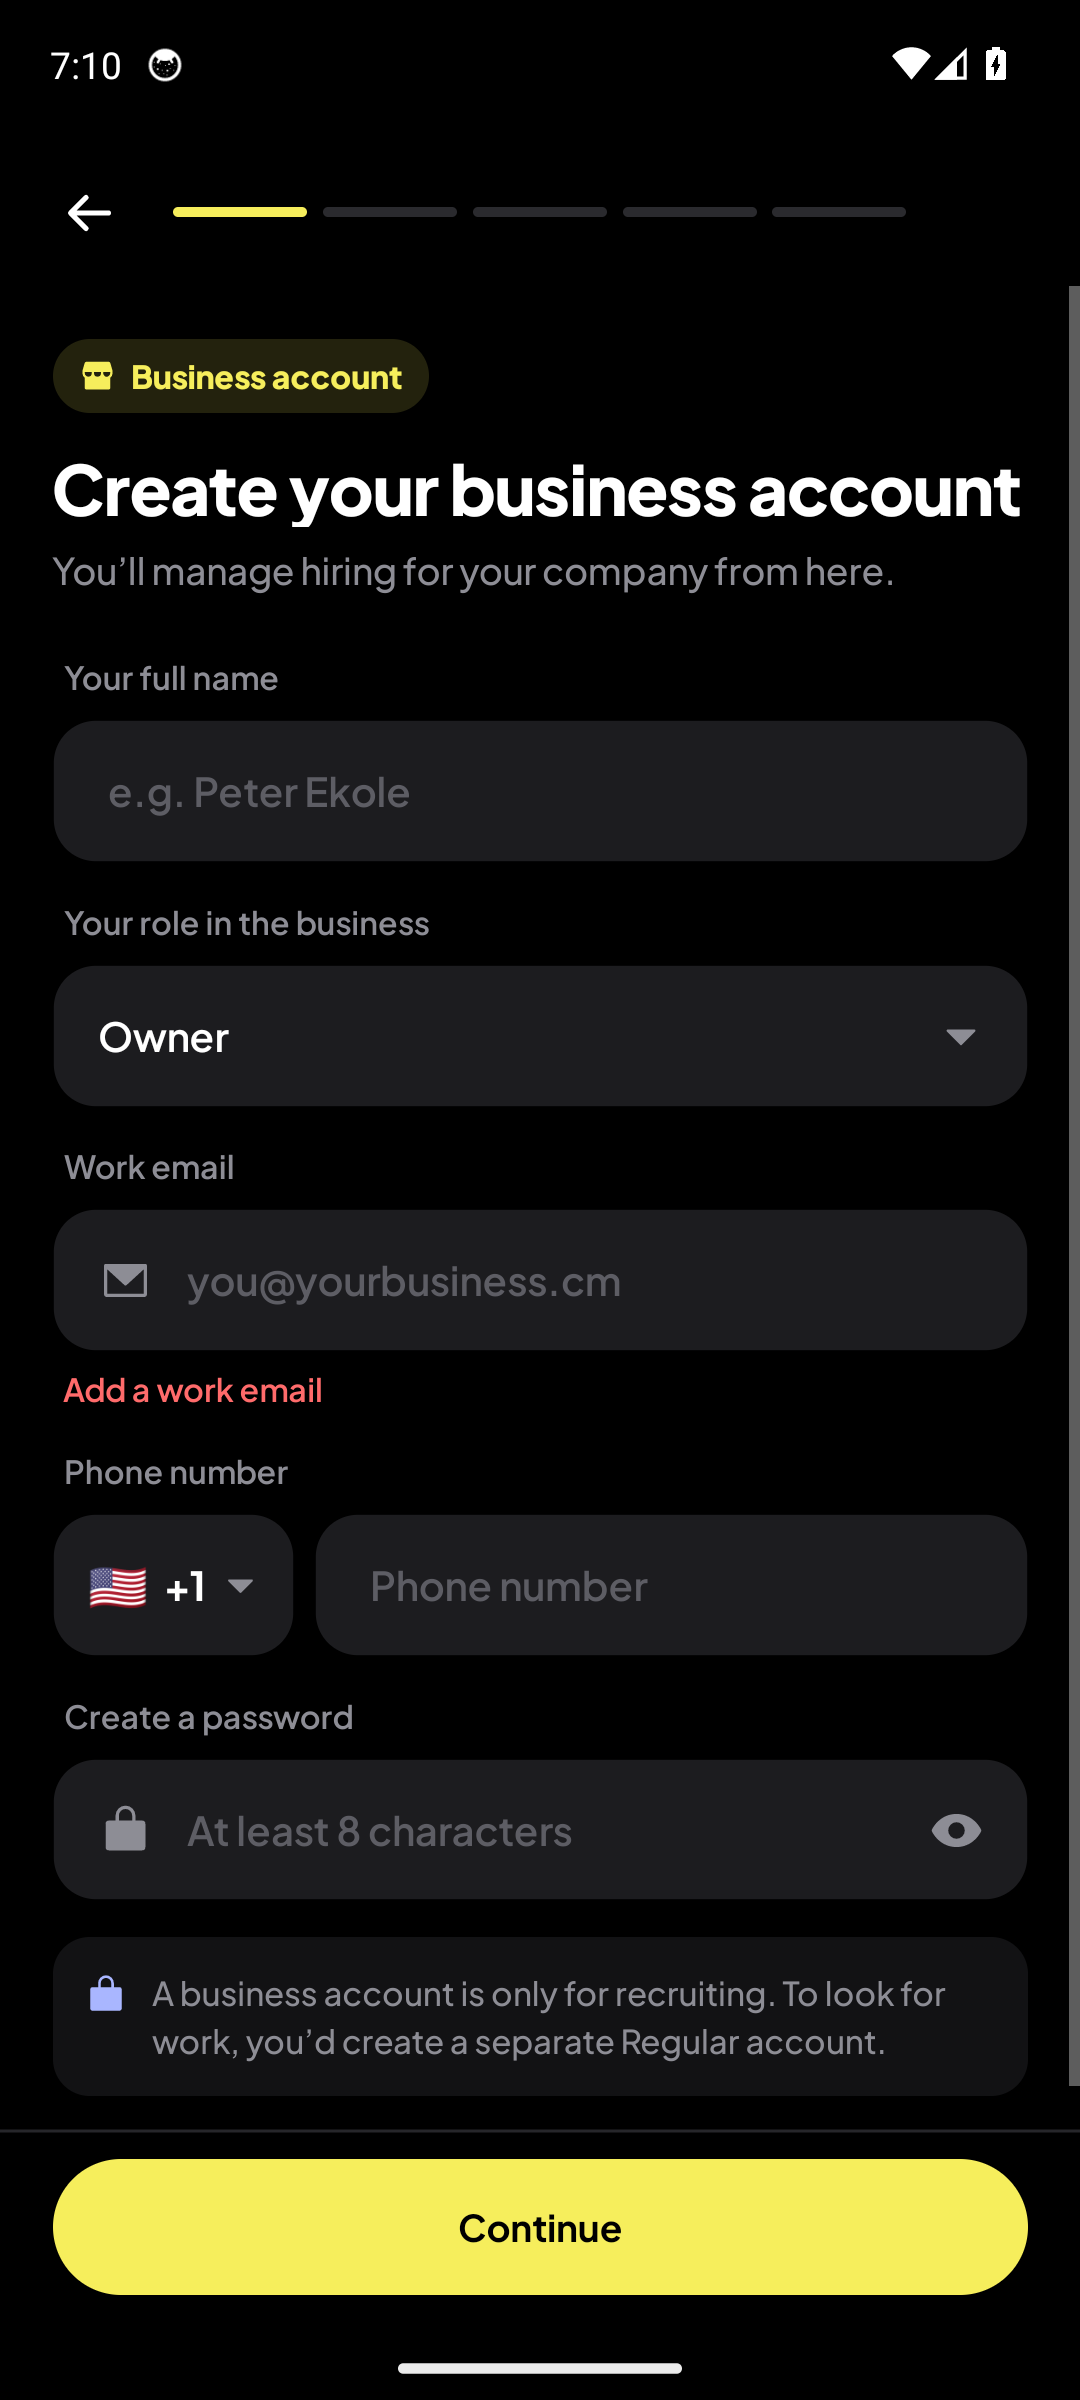 7:10
Business account
Create your business account
You’ll manage hiring for your company from here.
Your full name
e.g. Peter Ekole
Your role in the business
Owner
Work email
you@yourbusiness.cm
Add a work email
Phone number
+1
Phone number
Create a password
At least 8 characters
A business account is only for recruiting. To look for
work, you’d create a separate Regular account.
Continue